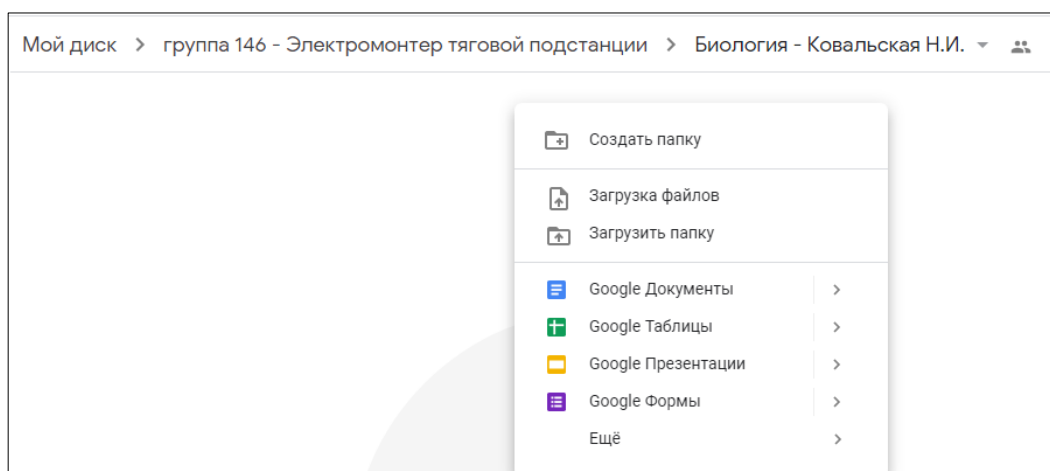 Мой диск > группа 146 - Электромонтер тяговой подстанции > Биология - Ковальская Н.И.
Создать папку
Загрузка файлов
Загрузить папку
Google Документы
Google Таблицы
Google Презентации
Google Формы
Ещё